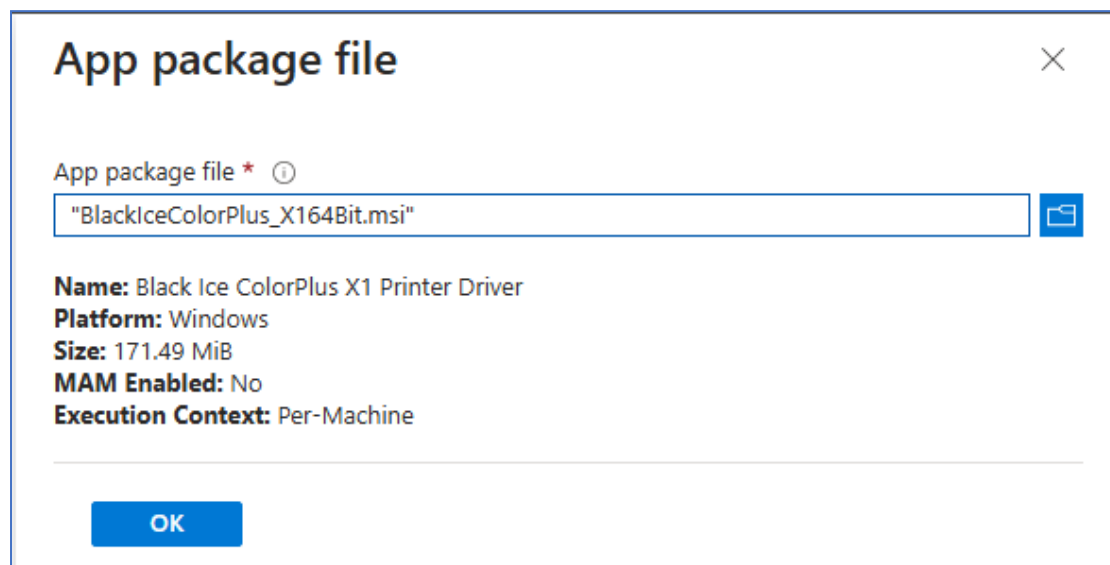 App package file
App package file *
"BlackIceColorPlus_X164Bit.msi"
Name: Black Ice ColorPlus X1 Printer Driver
Platform: Windows
Size: 171.49 MiB
MAM Enabled: No
Execution Context: Per-Machine
OK